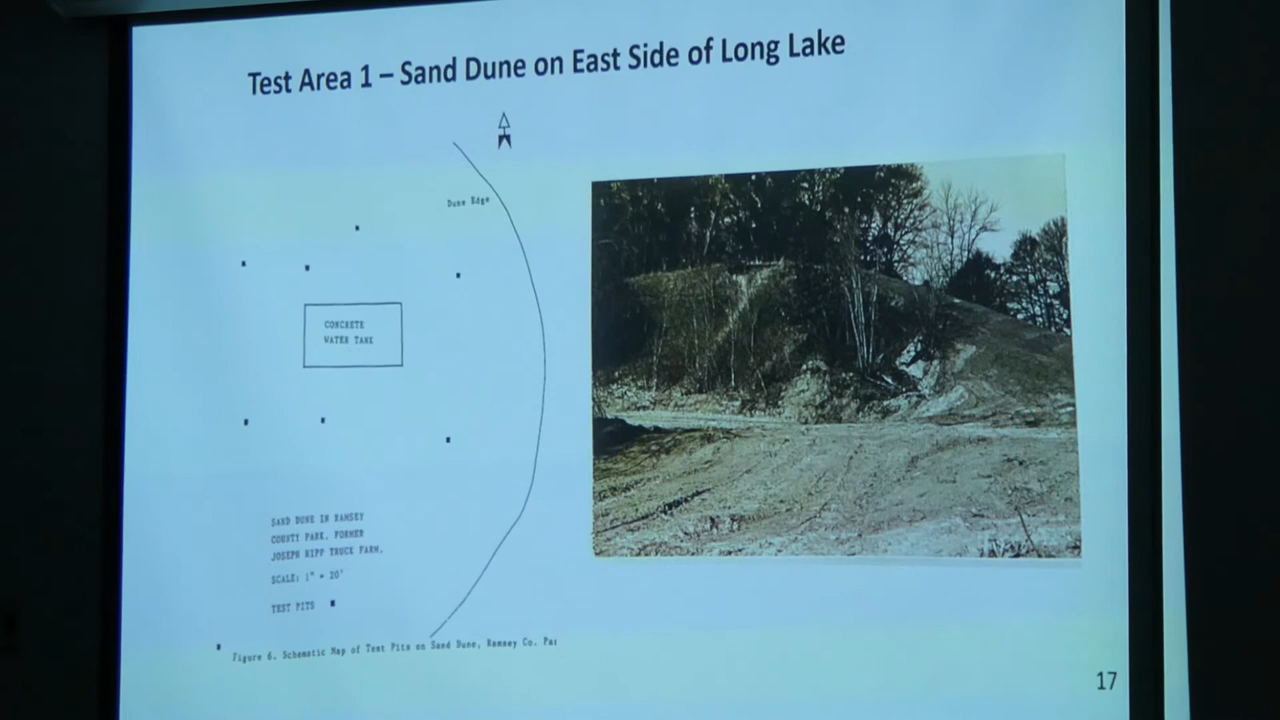 Test Area 1 – Sand Dune on East Side of Long Lake
Dune Edge
CONCRETE
WATER TANK
SAND DUNE IN RAMSEY
COUNTY PARK, FORMER
JOSEPH RIPP TRUCK FARM.
SCALE: 1" = 20'
TEST PITS
Figure 6. Schematic Map of Test Pits on Sand Dune, Ramsey Co. Par
17